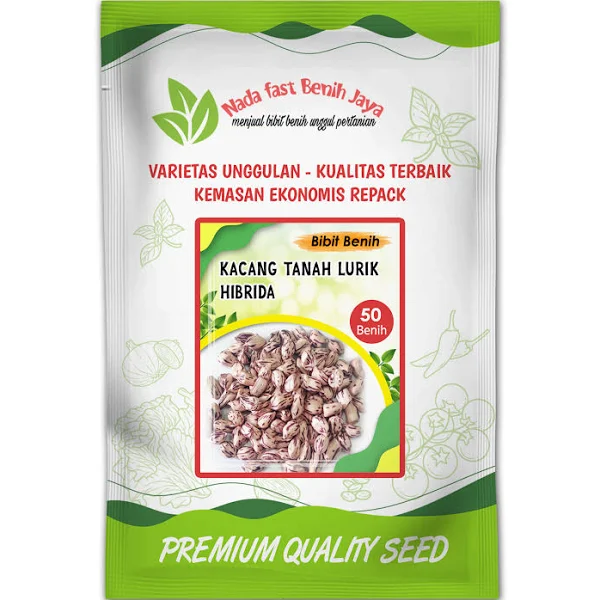 Nada fast Benih Jaya
menjual bibit benih unggul pertanian
VARIETAS UNGGULAN - KUALITAS TERBAIK
KEMASAN EKONOMIS REPACK
Bibit Benih
KACANG TANAH LURIK
HIBRIDA
50
Benih
PREMIUM QUALITY SEED